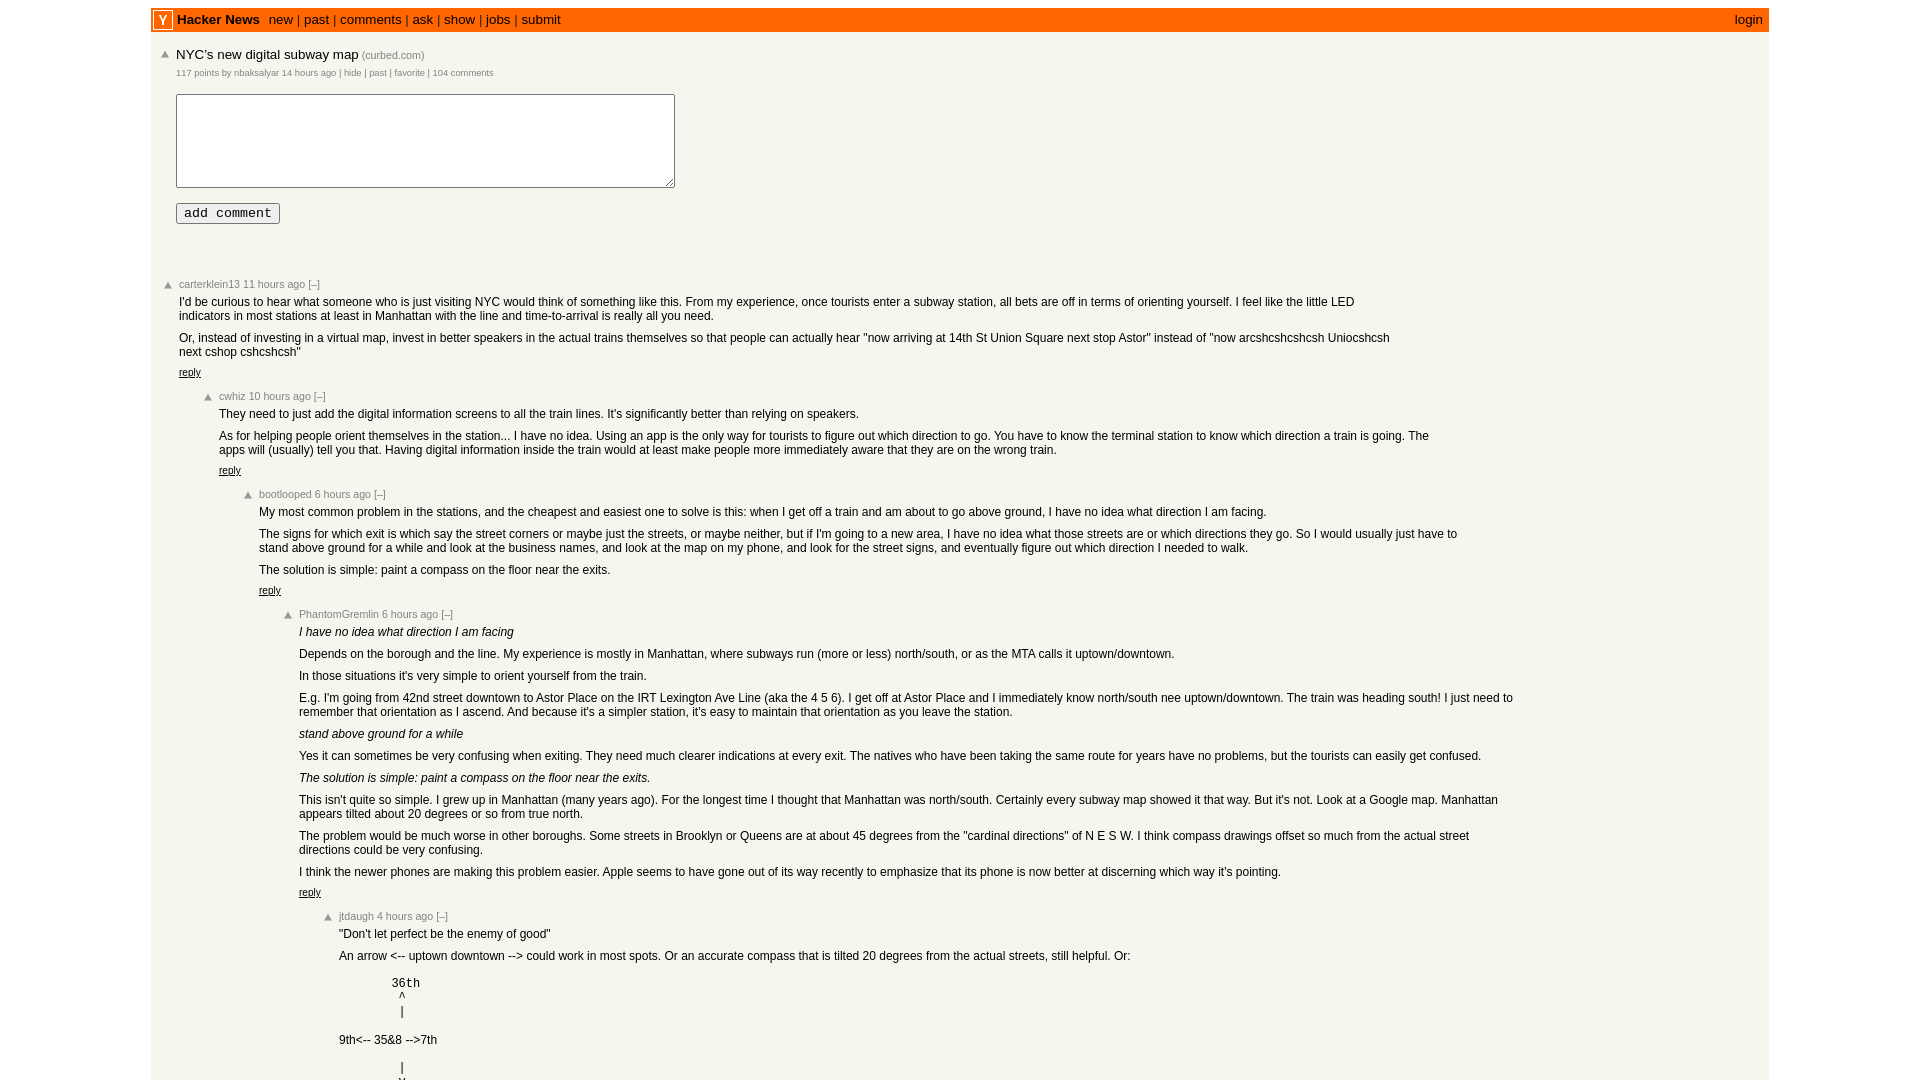 Y Hacker News new | past | comments | ask | show | jobs | submit login
NYC's new digital subway map (curbed.com)
117 points by nbaksalyar 14 hours ago | hide | past | favorite | 104 comments
add comment
carterklein13 11 hours ago [–]
I'd be curious to hear what someone who is just visiting NYC would think of something like this. From my experience, once tourists enter a subway station, all bets are off in terms of orienting yourself. I feel like the little LED
indicators in most stations at least in Manhattan with the line and time-to-arrival is really all you need.
Or, instead of investing in a virtual map, invest in better speakers in the actual trains themselves so that people can actually hear "now arriving at 14th St Union Square next stop Astor" instead of "now arcshcshcshcsh Uniocshcsh
next cshop cshcshcsh"
reply
cwhiz 10 hours ago [–]
They need to just add the digital information screens to all the train lines. It's significantly better than relying on speakers.
As for helping people orient themselves in the station... I have no idea. Using an app is the only way for tourists to figure out which direction to go. You have to know the terminal station to know which direction a train is going. The
apps will (usually) tell you that. Having digital information inside the train would at least make people more immediately aware that they are on the wrong train.
reply
bootlooped 6 hours ago [–]
My most common problem in the stations, and the cheapest and easiest one to solve is this: when I get off a train and am about to go above ground, I have no idea what direction I am facing.
The signs for which exit is which say the street corners or maybe just the streets, or maybe neither, but if I'm going to a new area, I have no idea what those streets are or which directions they go. So I would usually just have to
stand above ground for a while and look at the business names, and look at the map on my phone, and look for the street signs, and eventually figure out which direction I needed to walk.
The solution is simple: paint a compass on the floor near the exits.
reply
PhantomGremlin 6 hours ago [–]
I have no idea what direction I am facing
Depends on the borough and the line. My experience is mostly in Manhattan, where subways run (more or less) north/south, or as the MTA calls it uptown/downtown.
In those situations it's very simple to orient yourself from the train.
E.g. I'm going from 42nd street downtown to Astor Place on the IRT Lexington Ave Line (aka the 4 5 6). I get off at Astor Place and I immediately know north/south nee uptown/downtown. The train was heading south! I just need to
remember that orientation as I ascend. And because it's a simpler station, it's easy to maintain that orientation as you leave the station.
stand above ground for a while
Yes it can sometimes be very confusing when exiting. They need much clearer indications at every exit. The natives who have been taking the same route for years have no problems, but the tourists can easily get confused.
The solution is simple: paint a compass on the floor near the exits.
This isn't quite so simple. I grew up in Manhattan (many years ago). For the longest time I thought that Manhattan was north/south. Certainly every subway map showed it that way. But it's not. Look at a Google map. Manhattan
appears tilted about 20 degrees or so from true north.
The problem would be much worse in other boroughs. Some streets in Brooklyn or Queens are at about 45 degrees from the "cardinal directions" of N E S W. I think compass drawings offset so much from the actual street
directions could be very confusing.
I think the newer phones are making this problem easier. Apple seems to have gone out of its way recently to emphasize that its phone is now better at discerning which way it's pointing.
reply
jtdaugh 4 hours ago [–]
"Don't let perfect be the enemy of good"
An arrow <-- uptown downtown --> could work in most spots. Or an accurate compass that is tilted 20 degrees from the actual streets, still helpful. Or:
36th
^
|
9th<-- 35&8 -->7th
|